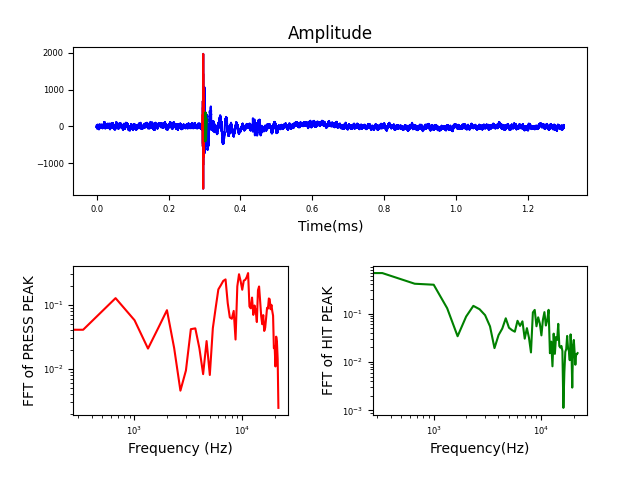 Amplitude
2000
1000
0
−1000
0.0 0.2 0.4 0.6 0.8 1.0 1.2
Time(ms)
FFT of PRESS PEAK
10⁻¹
10⁻²
10³ 10⁴
Frequency (Hz)
FFT of HIT PEAK
10⁻¹
10⁻²
10⁻³
10³ 10⁴
Frequency(Hz)